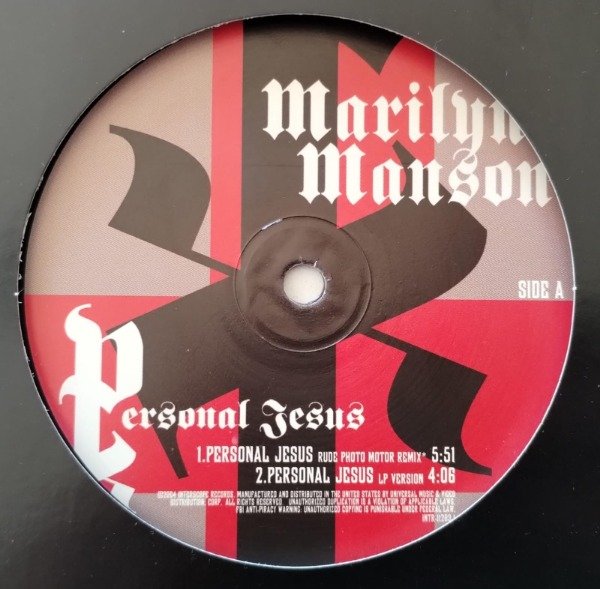 Marilyn
Manson
SIDE A
Personal Jesus
1.PERSONAL JESUS RUDE PHOTO MOTOR REMIX* 5:51
2.PERSONAL JESUS LP VERSION 4:06
2004 INTERSCOPE RECORDS. MANUFACTURED AND DISTRIBUTED IN THE UNITED STATES BY UNIVERSAL MUSIC & VIDEO
DISTRIBUTION, CORP. ALL RIGHTS RESERVED. UNAUTHORIZED DUPLICATION IS A VIOLATION OF APPLICABLE LAWS.
FBI ANTI-PIRACY WARNING: UNAUTHORIZED COPYING IS PUNISHABLE UNDER FEDERAL LAW.